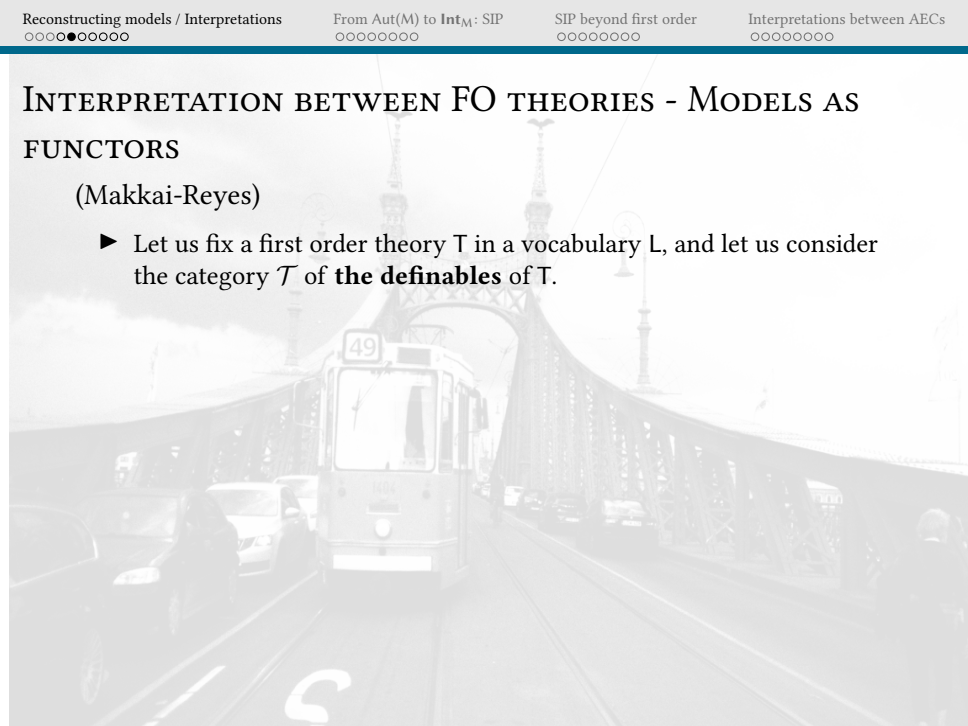 Reconstructing models / Interpretations
From Aut(M) to Int_M: SIP
SIP beyond first order
Interpretations between AECs
Interpretation between FO theories - Models as
functors
(Makkai-Reyes)
▶ Let us fix a first order theory T in a vocabulary L, and let us consider
the category 𝒯 of the definables of T.
49
1484
S